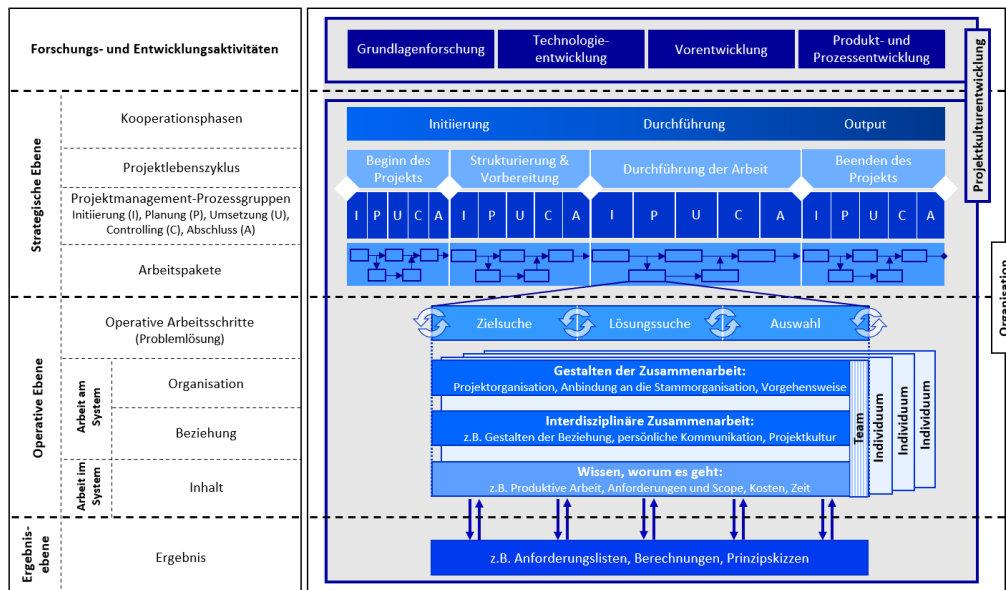 Forschungs- und Entwicklungsaktivitäten
Grundlagenforschung
Technologie-
entwicklung
Vorentwicklung
Produkt- und
Prozessentwicklung
Projektkulturentwicklung
Organisation
Strategische Ebene
Kooperationsphasen
Initiierung
Durchführung
Output
Projektlebenszyklus
Beginn des
Projekts
Strukturierung &
Vorbereitung
Durchführung der Arbeit
Beenden des
Projekts
Projektmanagement-Prozessgruppen
Initiierung (I), Planung (P), Umsetzung (U),
Controlling (C), Abschluss (A)
I P U C A
I P U C A
I P U C A
I P U C A
Arbeitspakete
Operative Ebene
Operative Arbeitsschritte
(Problemlösung)
Zielsuche
Lösungssuche
Auswahl
Arbeit am
System
Organisation
Gestalten der Zusammenarbeit:
Projektorganisation, Anbindung an die Stammorganisation, Vorgehensweise
Beziehung
Interdisziplinäre Zusammenarbeit:
z.B. Gestalten der Beziehung, persönliche Kommunikation, Projektkultur
Arbeit im
System
Inhalt
Wissen, worum es geht:
z.B. Produktive Arbeit, Anforderungen und Scope, Kosten, Zeit
Team
Individuum
Individuum
Individuum
Ergebnis-
ebene
Ergebnis
z.B. Anforderungslisten, Berechnungen, Prinzipskizzen